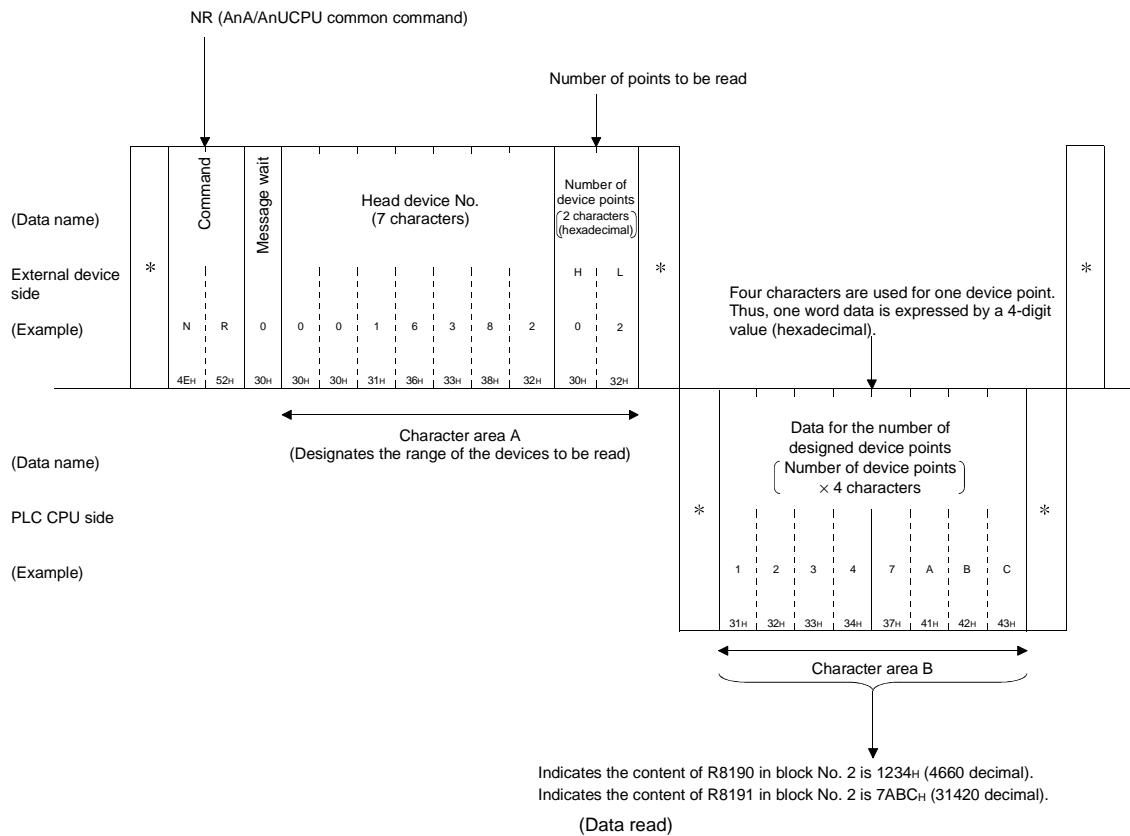 NR (AnA/AnUCPU common command)
Number of points to be read
(Data name)
*
Command
Message wait
Head device No.
(7 characters)
Number of
device points
2 characters
(hexadecimal)
*
*
External device
side
H L
Four characters are used for one device point.
Thus, one word data is expressed by a 4-digit
value (hexadecimal).
(Example)
N R 0 0 0 1 6 3 8 2 0 2
4EH 52H 30H 30H 30H 31H 36H 33H 38H 32H 30H 32H
Character area A
(Designates the range of the devices to be read)
(Data name)
Data for the number of
designed device points
Number of device points
× 4 characters
PLC CPU side
* *
(Example)
1 2 3 4 7 A B C
31H 32H 33H 34H 37H 41H 42H 43H
Character area B
Indicates the content of R8190 in block No. 2 is 1234H (4660 decimal).
Indicates the content of R8191 in block No. 2 is 7ABCH (31420 decimal).
(Data read)